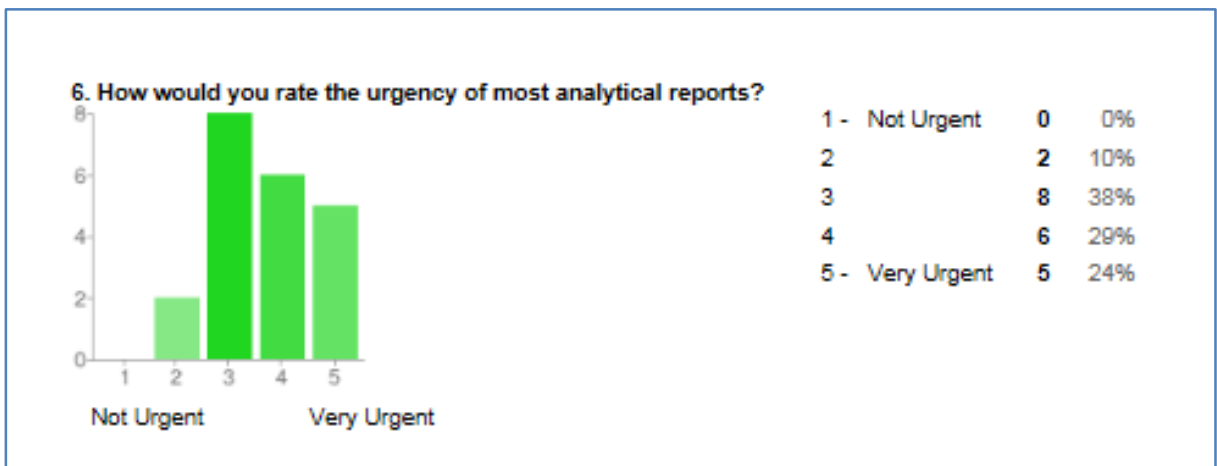 6. How would you rate the urgency of most analytical reports?
8
6
4
2
0
1 2 3 4 5
Not Urgent Very Urgent
1 - Not Urgent 0 0%
2 2 10%
3 8 38%
4 6 29%
5 - Very Urgent 5 24%